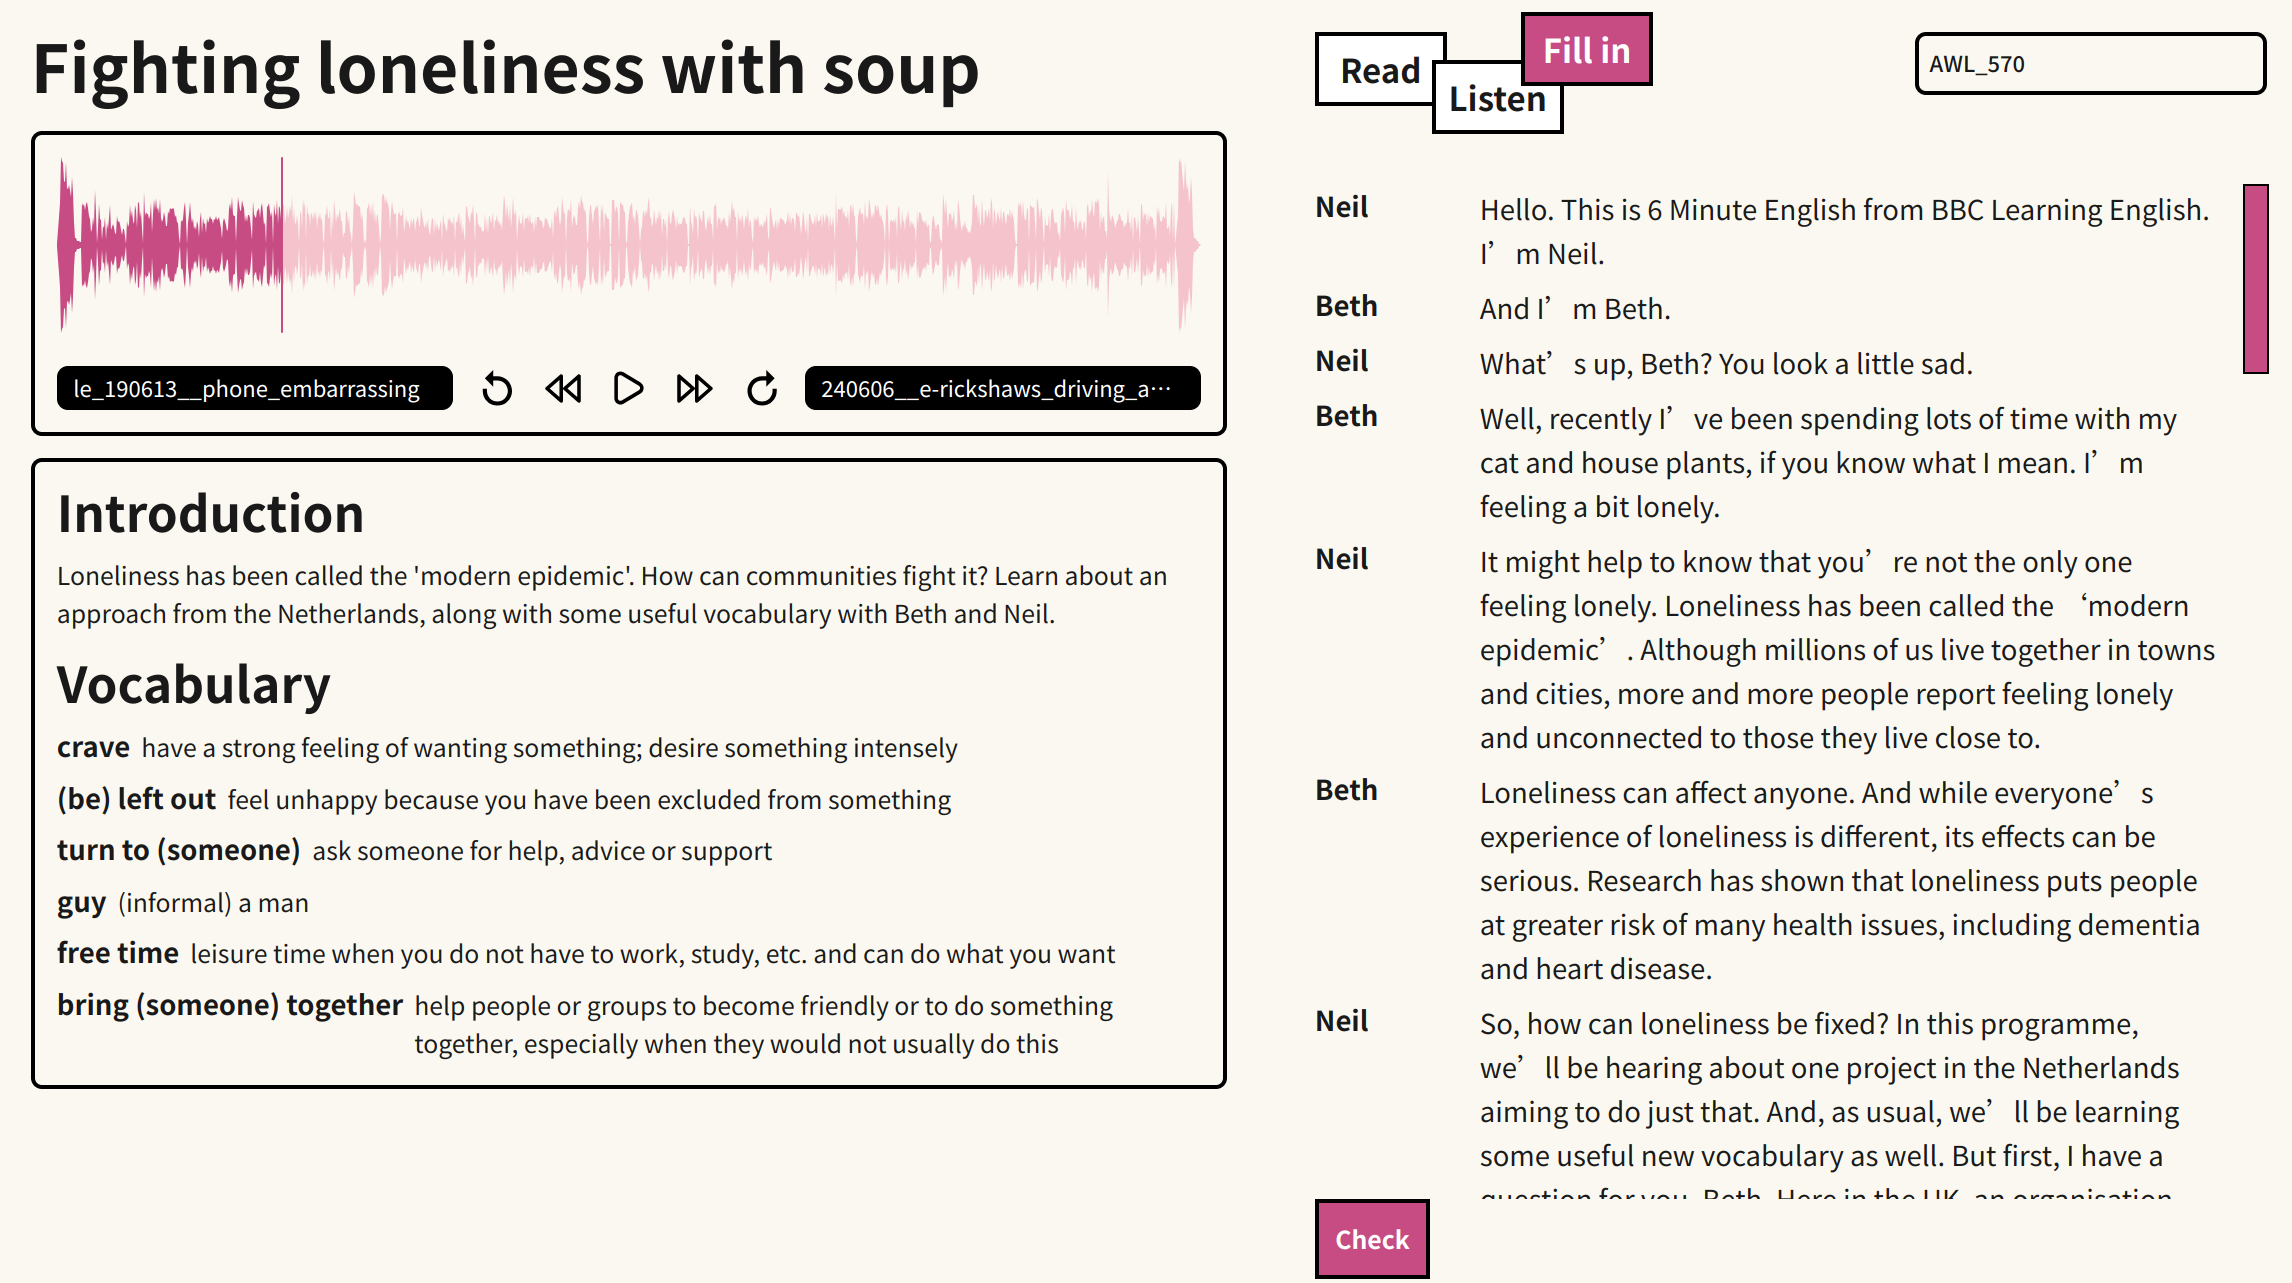 Fighting loneliness with soup
le_190613__phone_embarrassing
240606__e-rickshaws_driving_a···
Introduction
Loneliness has been called the 'modern epidemic'. How can communities fight it? Learn about an
approach from the Netherlands, along with some useful vocabulary with Beth and Neil.
Vocabulary
crave have a strong feeling of wanting something; desire something intensely
(be) left out feel unhappy because you have been excluded from something
turn to (someone) ask someone for help, advice or support
guy (informal) a man
free time leisure time when you do not have to work, study, etc. and can do what you want
bring (someone) together help people or groups to become friendly or to do something
together, especially when they would not usually do this
Read
Listen
Fill in
AWL_570
Neil Hello. This is 6 Minute English from BBC Learning English.
I’m Neil.
Beth And I’m Beth.
Neil What’s up, Beth? You look a little sad.
Beth Well, recently I’ve been spending lots of time with my
cat and house plants, if you know what I mean. I’m
feeling a bit lonely.
Neil It might help to know that you’re not the only one
feeling lonely. Loneliness has been called the ‘modern
epidemic’. Although millions of us live together in towns
and cities, more and more people report feeling lonely
and unconnected to those they live close to.
Beth Loneliness can affect anyone. And while everyone’s
experience of loneliness is different, its effects can be
serious. Research has shown that loneliness puts people
at greater risk of many health issues, including dementia
and heart disease.
Neil So, how can loneliness be fixed? In this programme,
we’ll be hearing about one project in the Netherlands
aiming to do just that. And, as usual, we’ll be learning
some useful new vocabulary as well. But first, I have a
question for you, Beth. Here in the UK, an organisation
Check